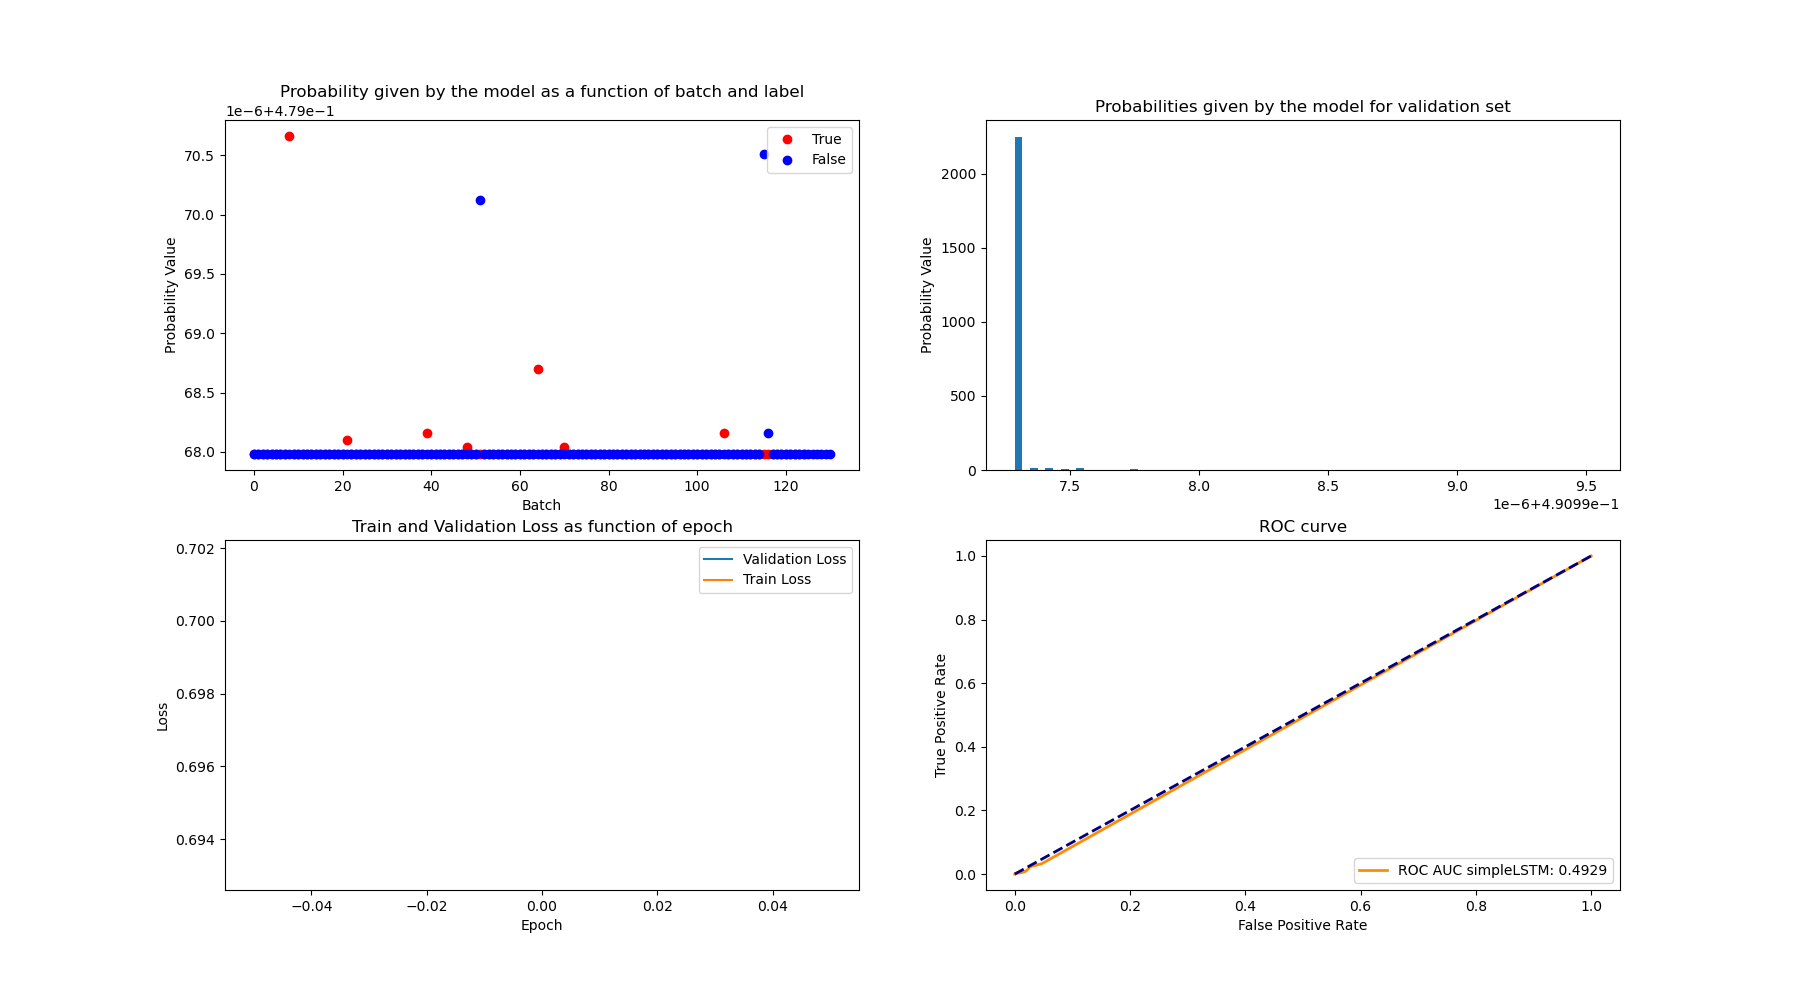 Probability given by the model as a function of batch and label
1e−6+4.79e−1
True
False
70.5
70.0
69.5
69.0
68.5
68.0
Probability Value
0
20
40
60
80
100
120
Batch
Probabilities given by the model for validation set
2000
1500
1000
500
0
Probability Value
7.5
8.0
8.5
9.0
9.5
1e−6+4.9099e−1
Train and Validation Loss as function of epoch
Validation Loss
Train Loss
0.702
0.700
0.698
0.696
0.694
Loss
−0.04
−0.02
0.00
0.02
0.04
Epoch
ROC curve
1.0
0.8
0.6
0.4
0.2
0.0
True Positive Rate
ROC AUC simpleLSTM: 0.4929
0.0
0.2
0.4
0.6
0.8
1.0
False Positive Rate